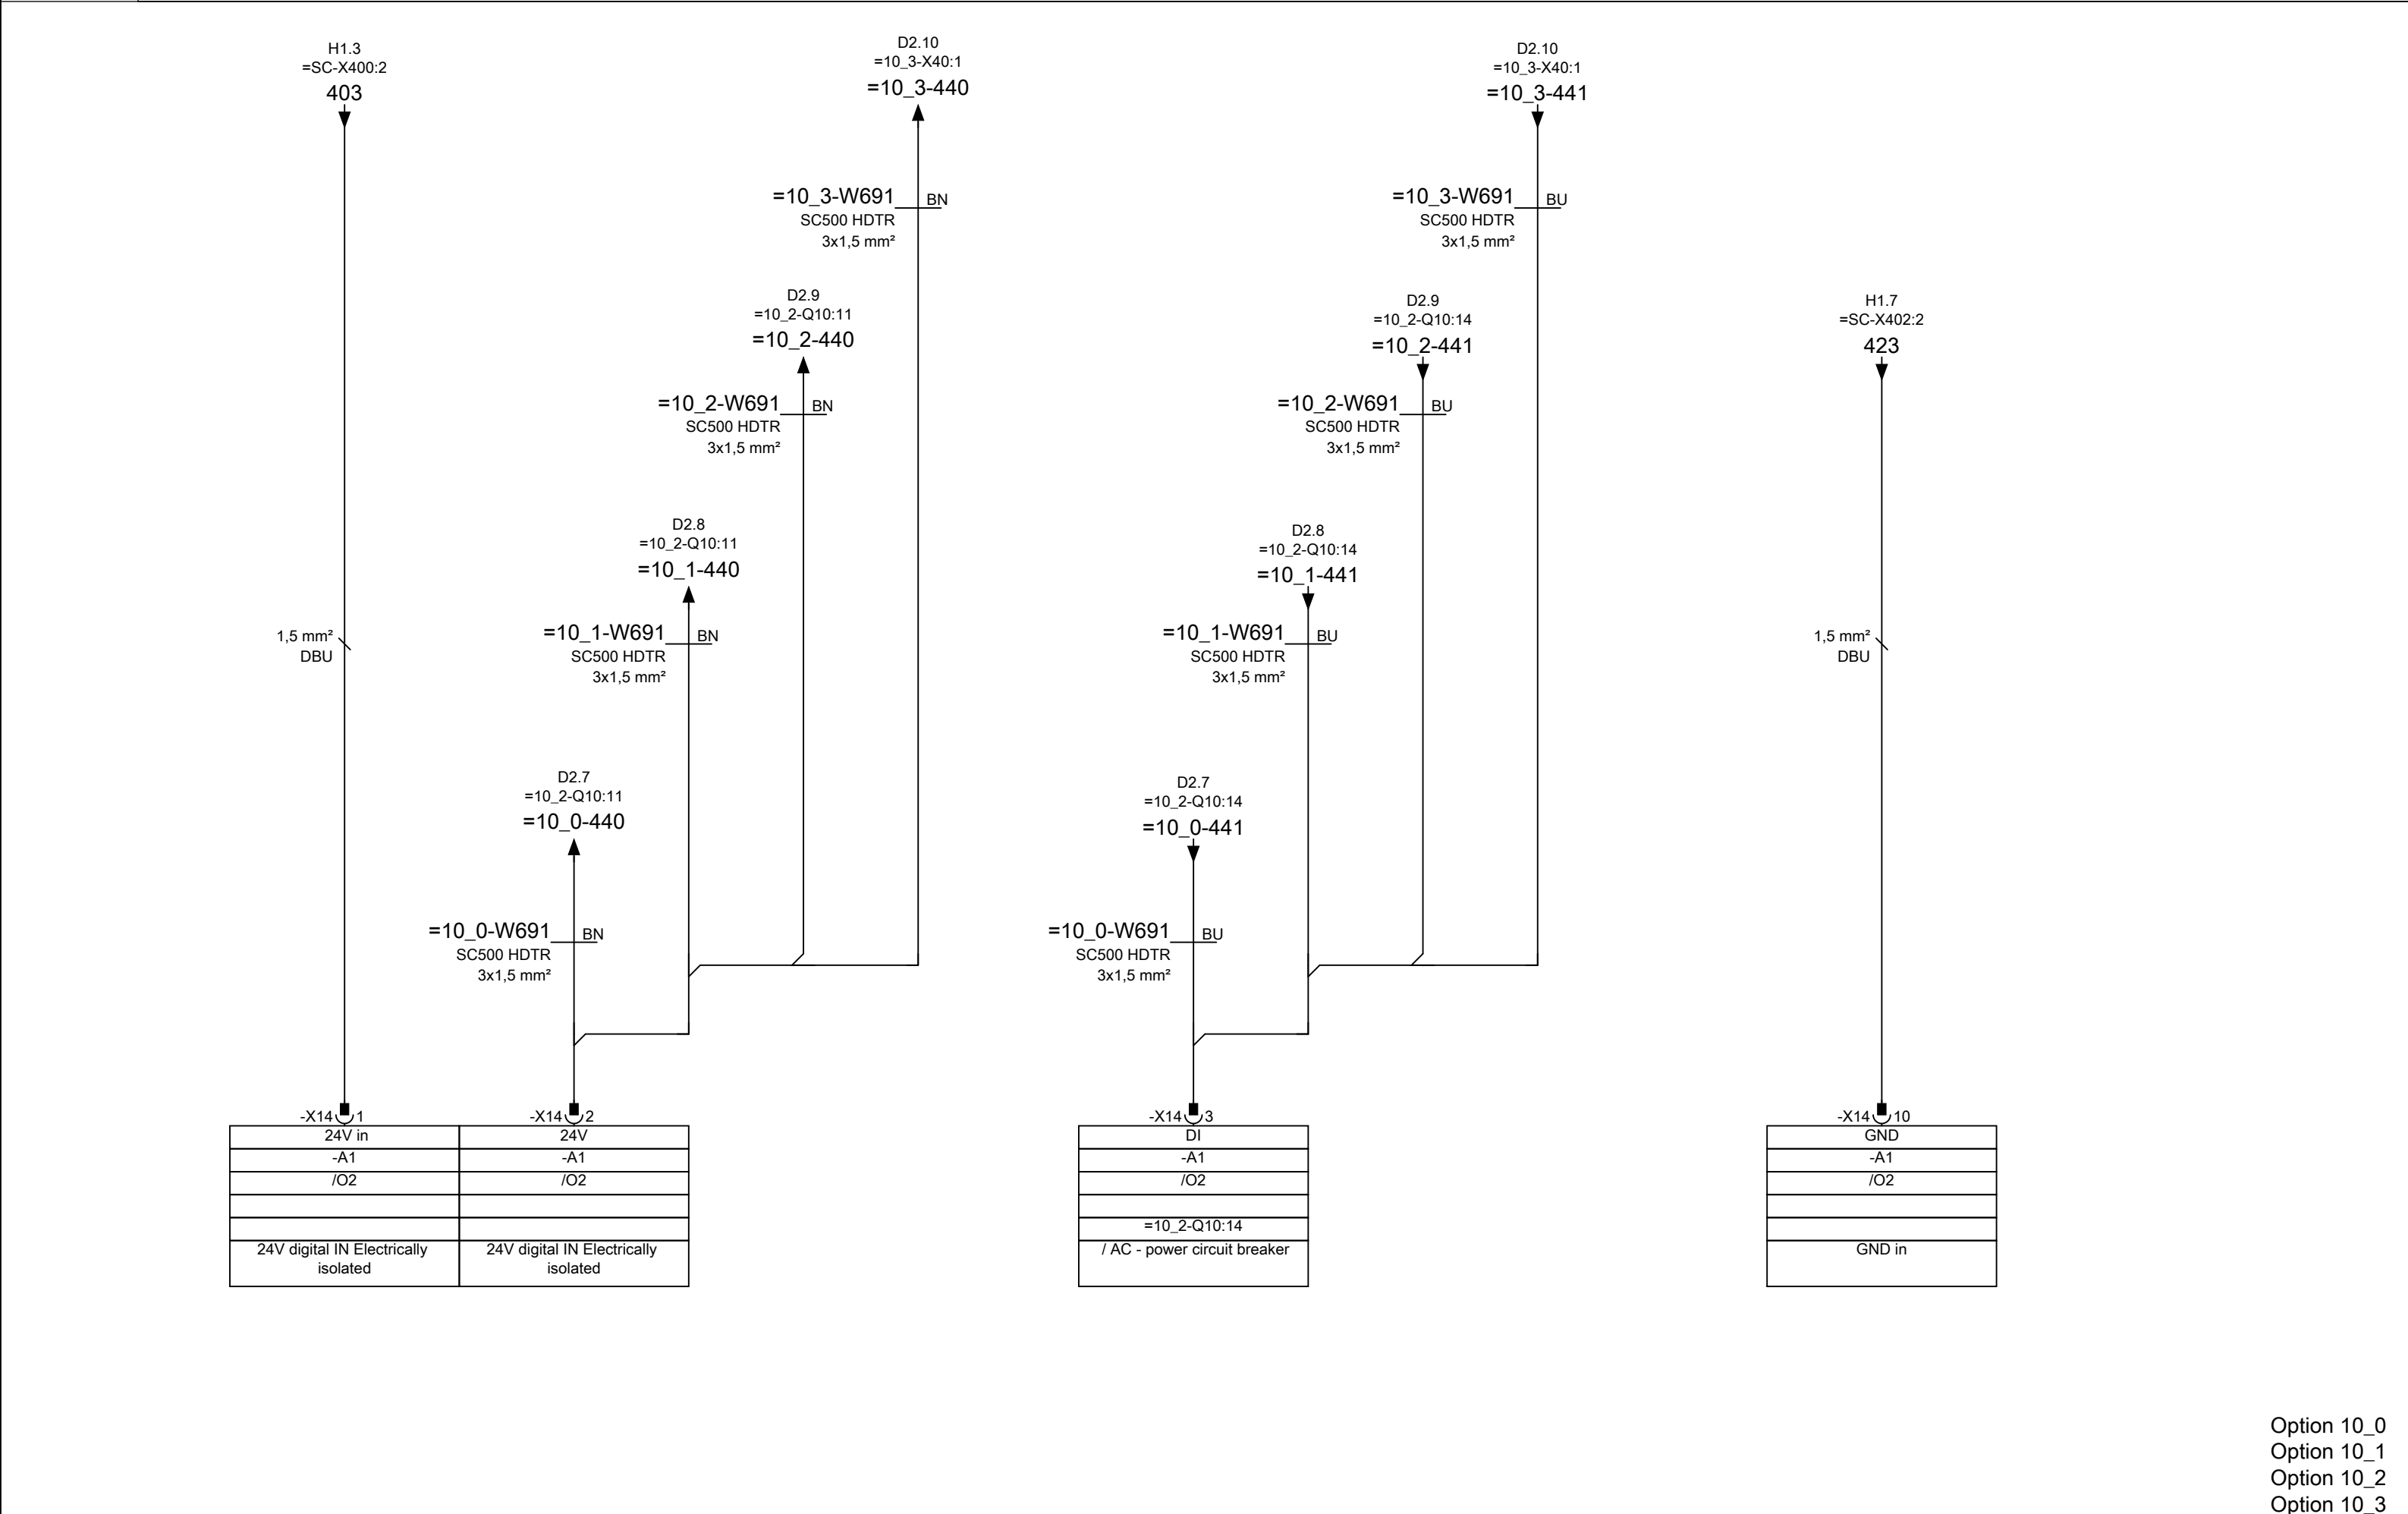 H1.3
=SC-X400:2
403
D2.10
=10_3-X40:1
=10_3-440
D2.10
=10_3-X40:1
=10_3-441
=10_3-W691
BN
SC500 HDTR
3x1,5 mm²
=10_3-W691
BU
SC500 HDTR
3x1,5 mm²
D2.9
=10_2-Q10:11
=10_2-440
D2.9
=10_2-Q10:14
=10_2-441
H1.7
=SC-X402:2
423
=10_2-W691
BN
SC500 HDTR
3x1,5 mm²
=10_2-W691
BU
SC500 HDTR
3x1,5 mm²
D2.8
=10_2-Q10:11
=10_1-440
D2.8
=10_2-Q10:14
=10_1-441
1,5 mm²
DBU
=10_1-W691
BN
SC500 HDTR
3x1,5 mm²
=10_1-W691
BU
SC500 HDTR
3x1,5 mm²
1,5 mm²
DBU
D2.7
=10_2-Q10:11
=10_0-440
D2.7
=10_2-Q10:14
=10_0-441
=10_0-W691
BN
SC500 HDTR
3x1,5 mm²
=10_0-W691
BU
SC500 HDTR
3x1,5 mm²
-X14 1
24V in
-A1
/O2
24V digital IN Electrically
isolated
-X14 2
24V
-A1
/O2
24V digital IN Electrically
isolated
-X14 3
DI
-A1
/O2
=10_2-Q10:14
/ AC - power circuit breaker
-X14 10
GND
-A1
/O2
GND in
Option 10_0
Option 10_1
Option 10_2
Option 10_3